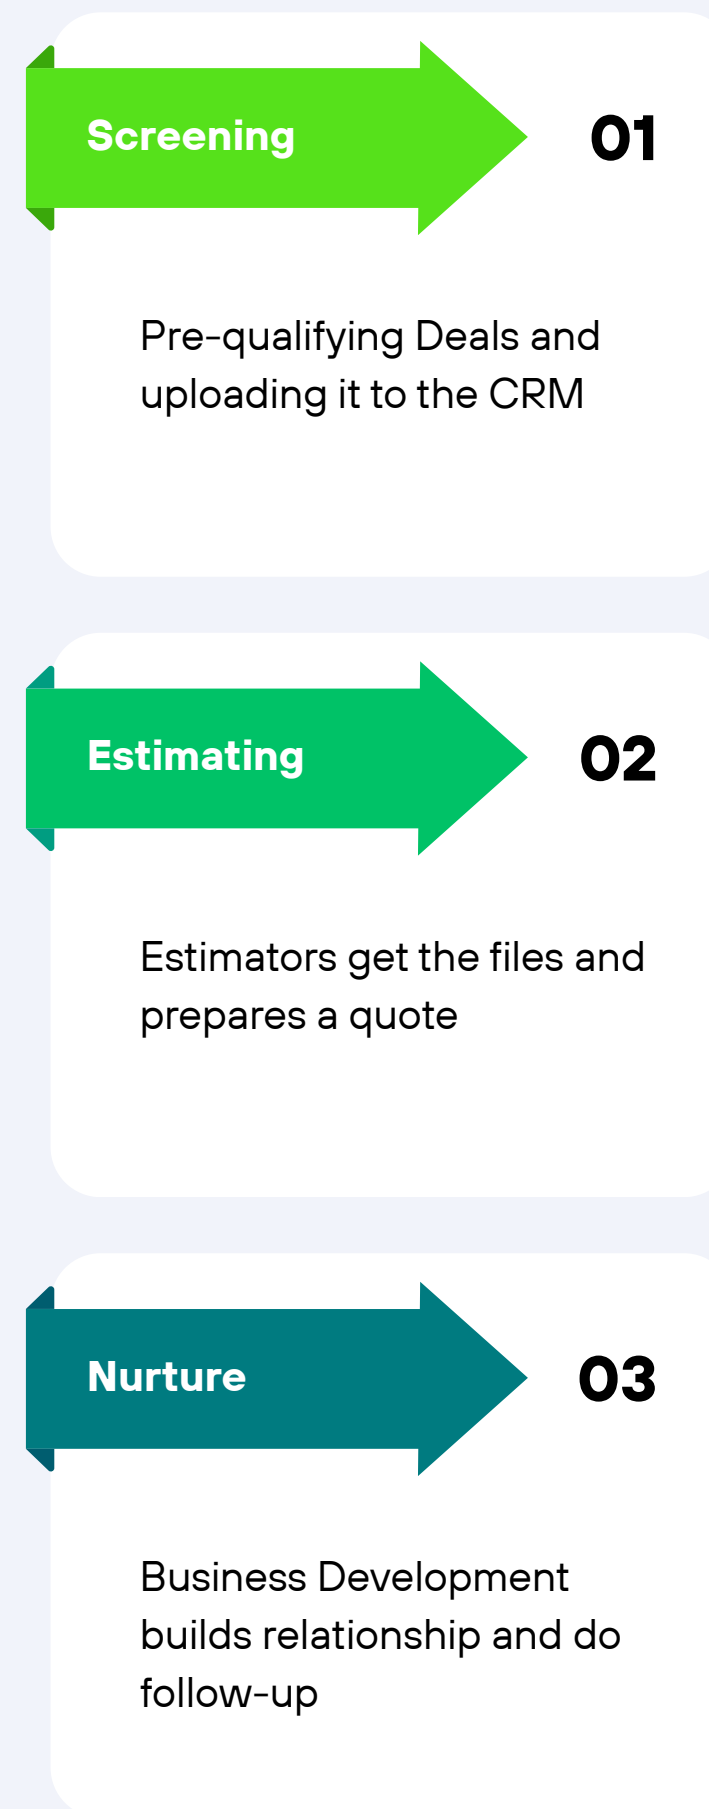 Screening
01
Pre-qualifying Deals and
uploading it to the CRM
Estimating
02
Estimators get the files and
prepares a quote
Nurture
03
Business Development
builds relationship and do
follow-up